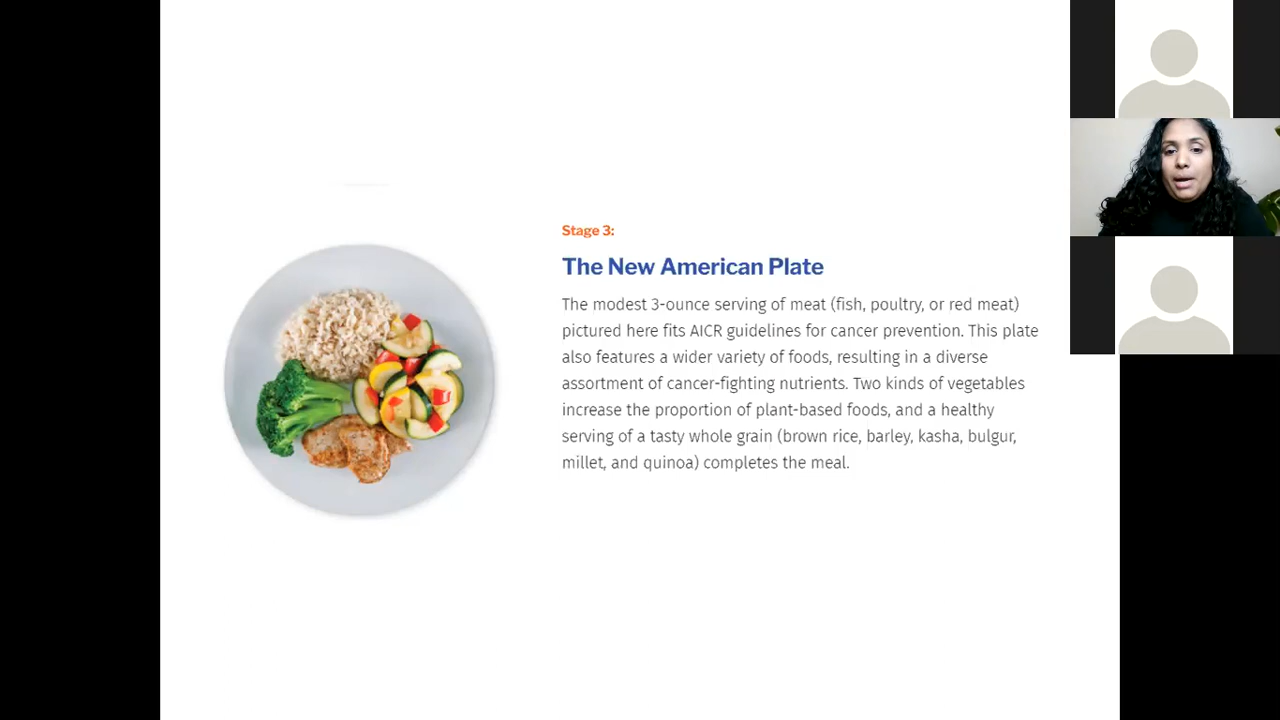 Stage 3:
The New American Plate
The modest 3-ounce serving of meat (fish, poultry, or red meat)
pictured here fits AICR guidelines for cancer prevention. This plate
also features a wider variety of foods, resulting in a diverse
assortment of cancer-fighting nutrients. Two kinds of vegetables
increase the proportion of plant-based foods, and a healthy
serving of a tasty whole grain (brown rice, barley, kasha, bulgur,
millet, and quinoa) completes the meal.